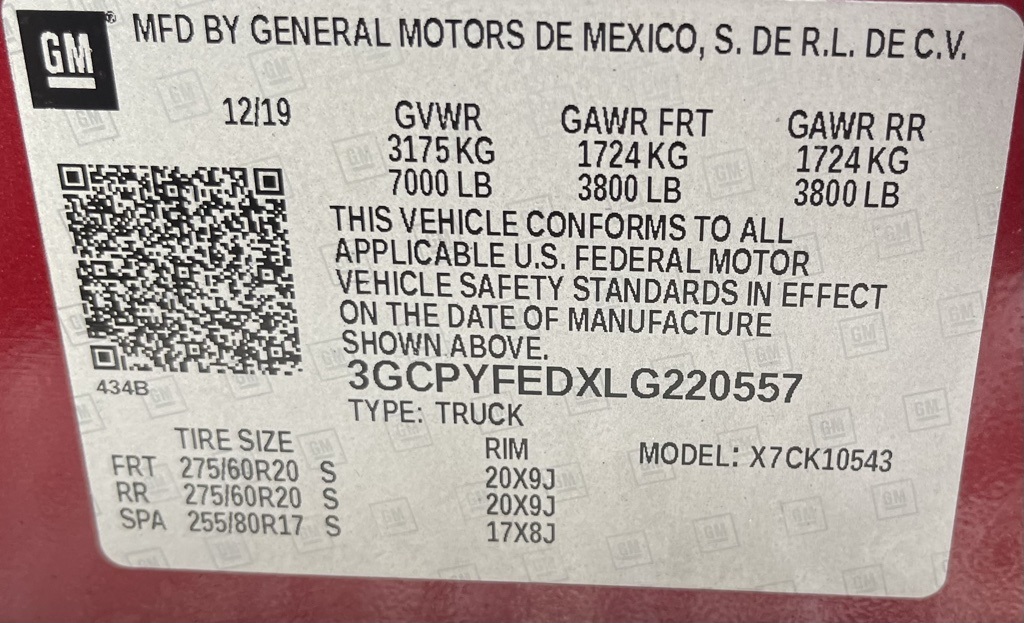 GM
MFD BY GENERAL MOTORS DE MEXICO, S. DE R.L. DE C.V.
12/19 GVWR GAWR FRT GAWR RR
3175 KG 1724 KG 1724 KG
7000 LB 3800 LB 3800 LB
THIS VEHICLE CONFORMS TO ALL
APPLICABLE U.S. FEDERAL MOTOR
VEHICLE SAFETY STANDARDS IN EFFECT
ON THE DATE OF MANUFACTURE
SHOWN ABOVE.
434B
3GCPYFEDXLG220557
TYPE: TRUCK
TIRE SIZE RIM MODEL: X7CK10543
FRT 275/60R20 S 20X9J
RR 275/60R20 S 20X9J
SPA 255/80R17 S 17X8J